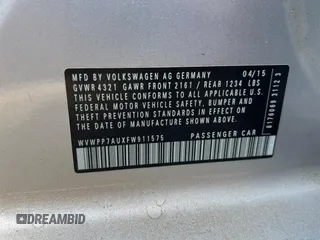 MFD. BY VOLKSWAGEN AG GERMANY 04/15
GVWR 4321 GAWR FRONT 2161 / REAR 1234 LBS
THIS VEHICLE CONFORMS TO ALL APPLICABLE U.S.
FEDERAL MOTOR VEHICLE SAFETY, BUMPER AND
THEFT PREVENTION STANDARDS IN EFFECT ON THE
DATE OF MANUFACTURE SHOWN ABOVE.
WVWPP7AUXFW911575 PASSENGER CAR
DREAMBID